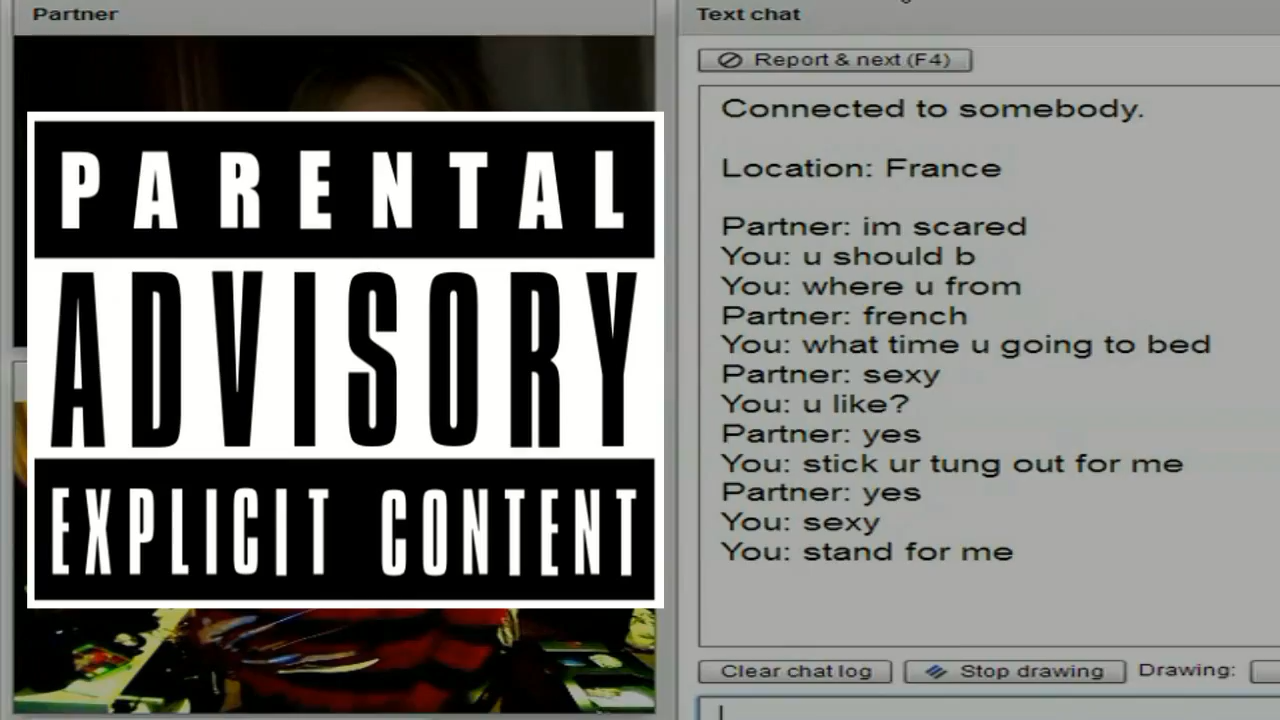 Partner
Text chat
Report & next (F4)
PARENTAL
ADVISORY
EXPLICIT CONTENT
Connected to somebody.
Location: France
Partner: im scared
You: u should b
You: where u from
Partner: french
You: what time u going to bed
Partner: sexy
You: u like?
Partner: yes
You: stick ur tung out for me
Partner: yes
You: sexy
You: stand for me
Clear chat log
Stop drawing
Drawing: